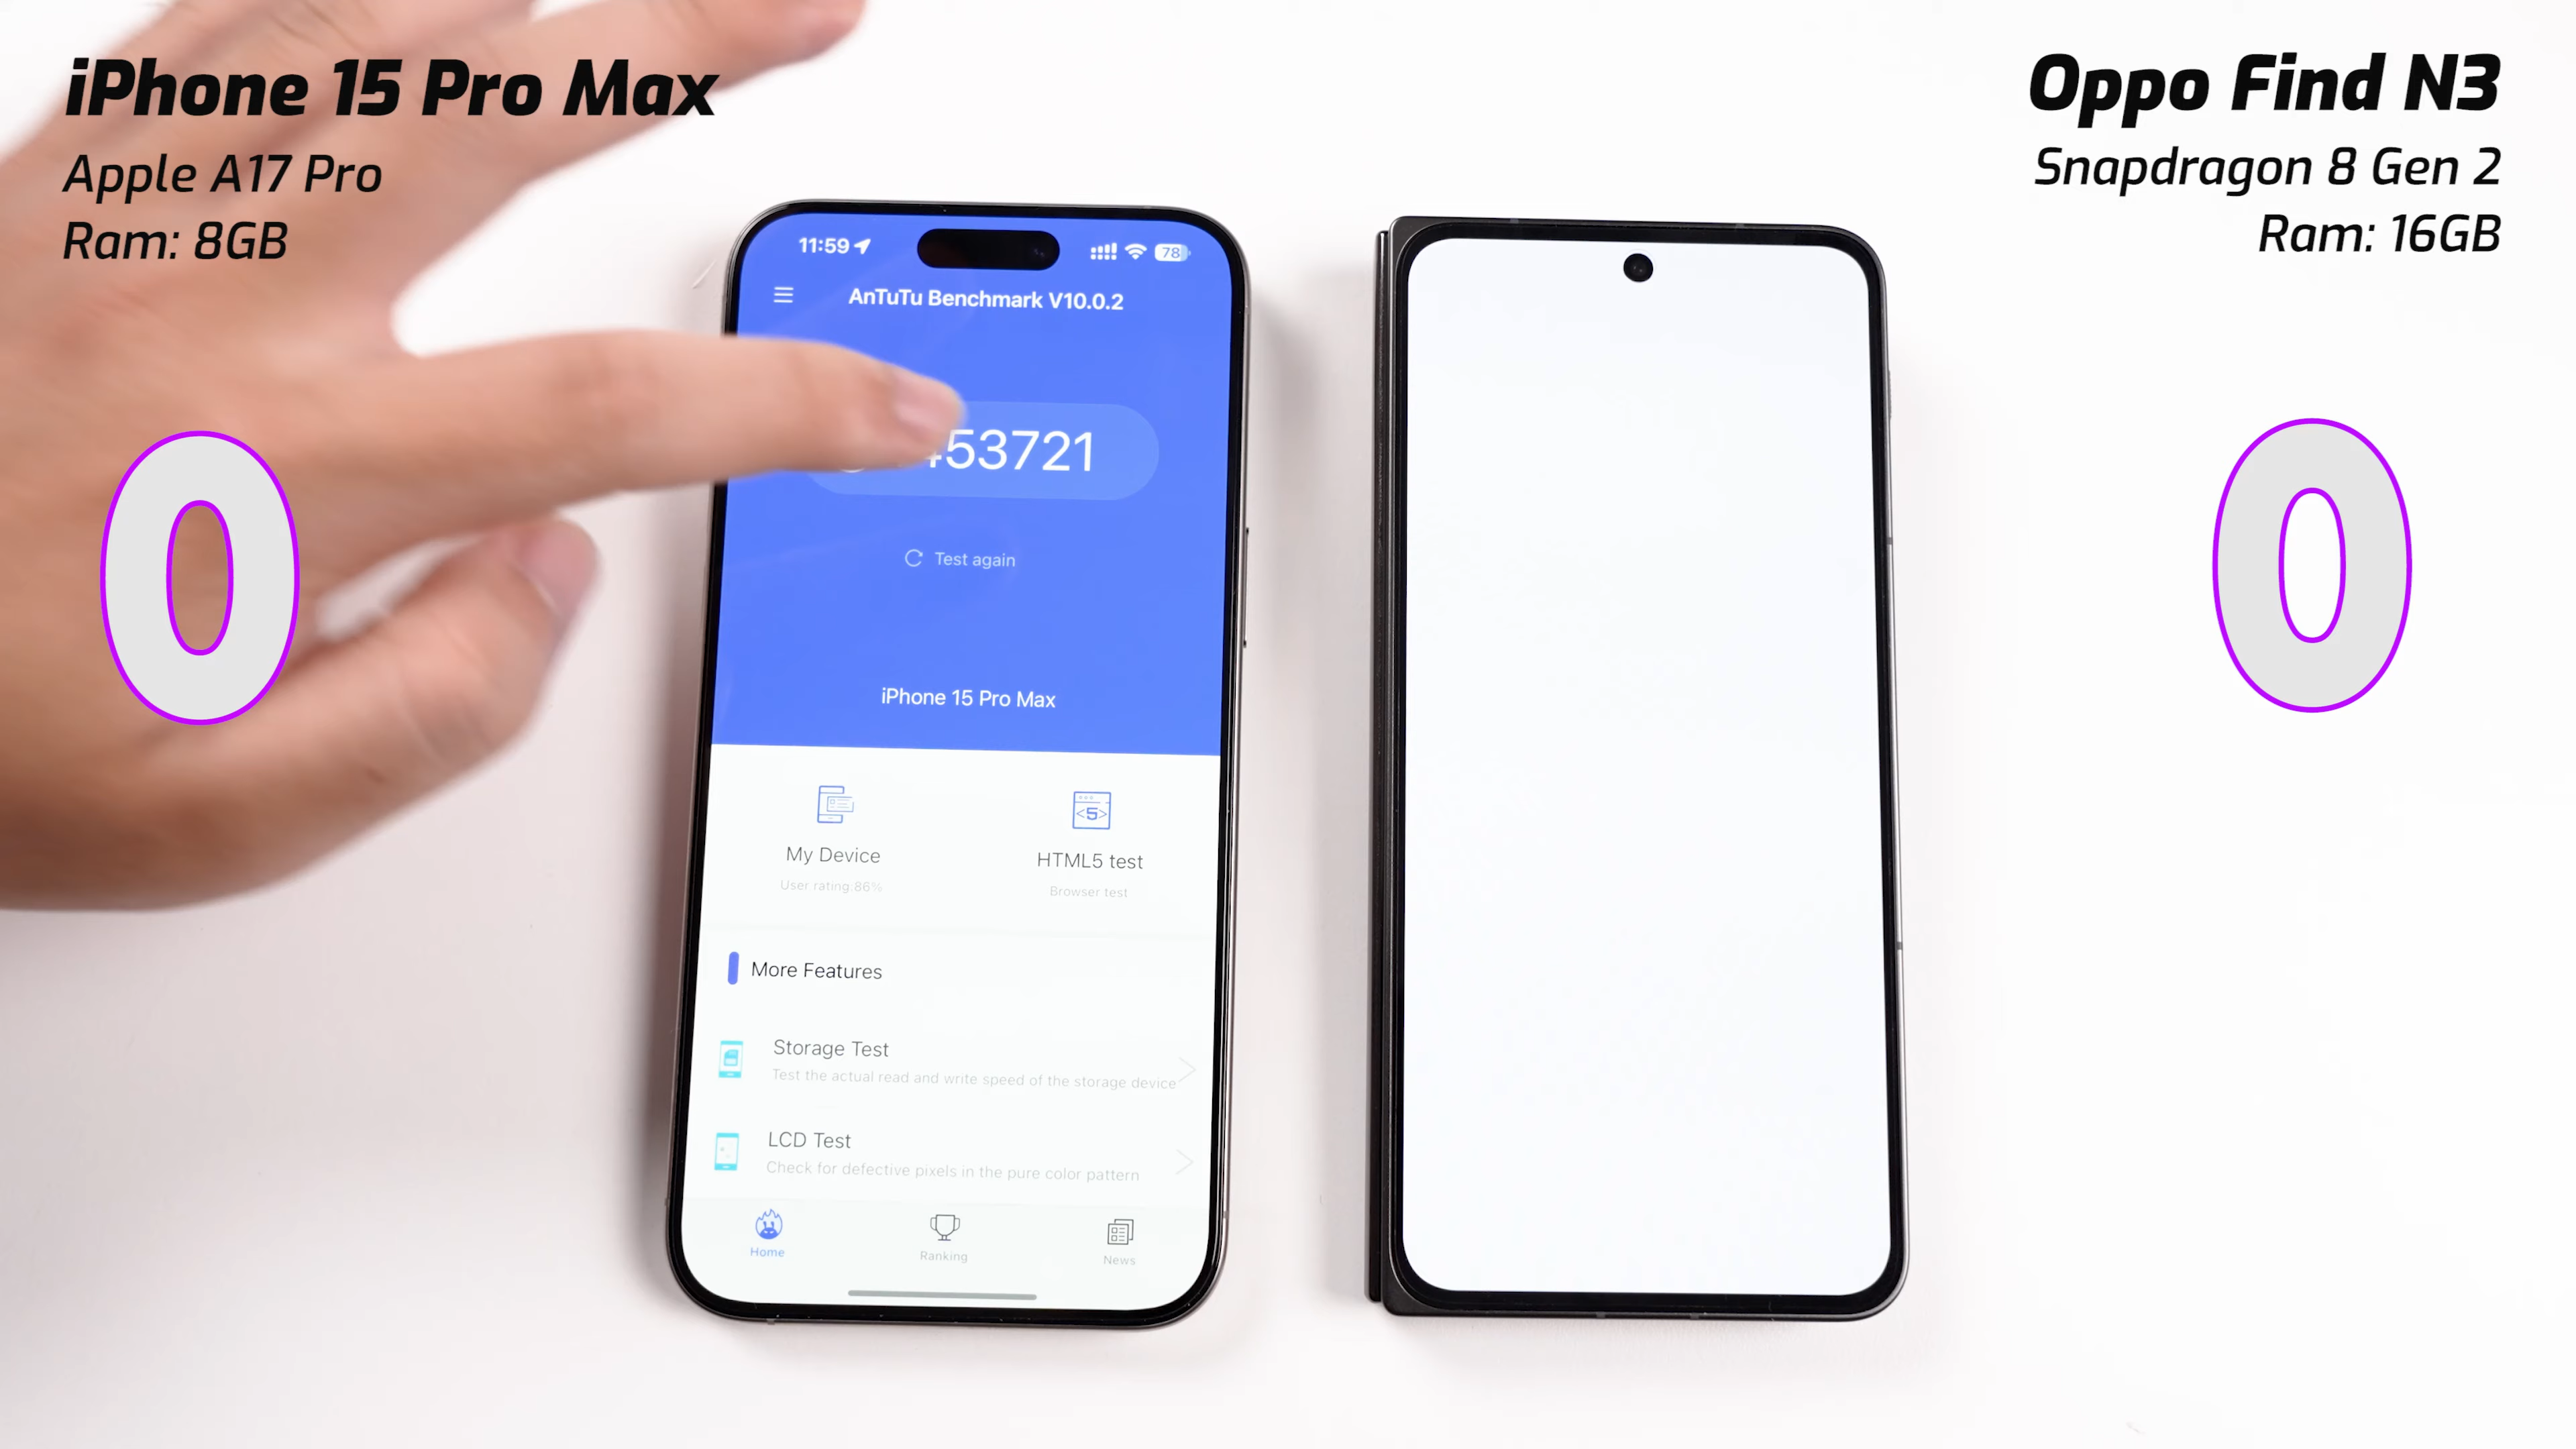 iPhone 15 Pro Max
Apple A17 Pro
Ram: 8GB
0
Oppo Find N3
Snapdragon 8 Gen 2
Ram: 16GB
0
11:59
78
AnTuTu Benchmark V10.0.2
53721
Test again
iPhone 15 Pro Max
My Device
User rating:86%
HTML5 test
Browser test
<5>
More Features
Storage Test
Test the actual read and write speed of the storage device
LCD Test
Check for defective pixels in the pure color pattern
Home
Ranking
News